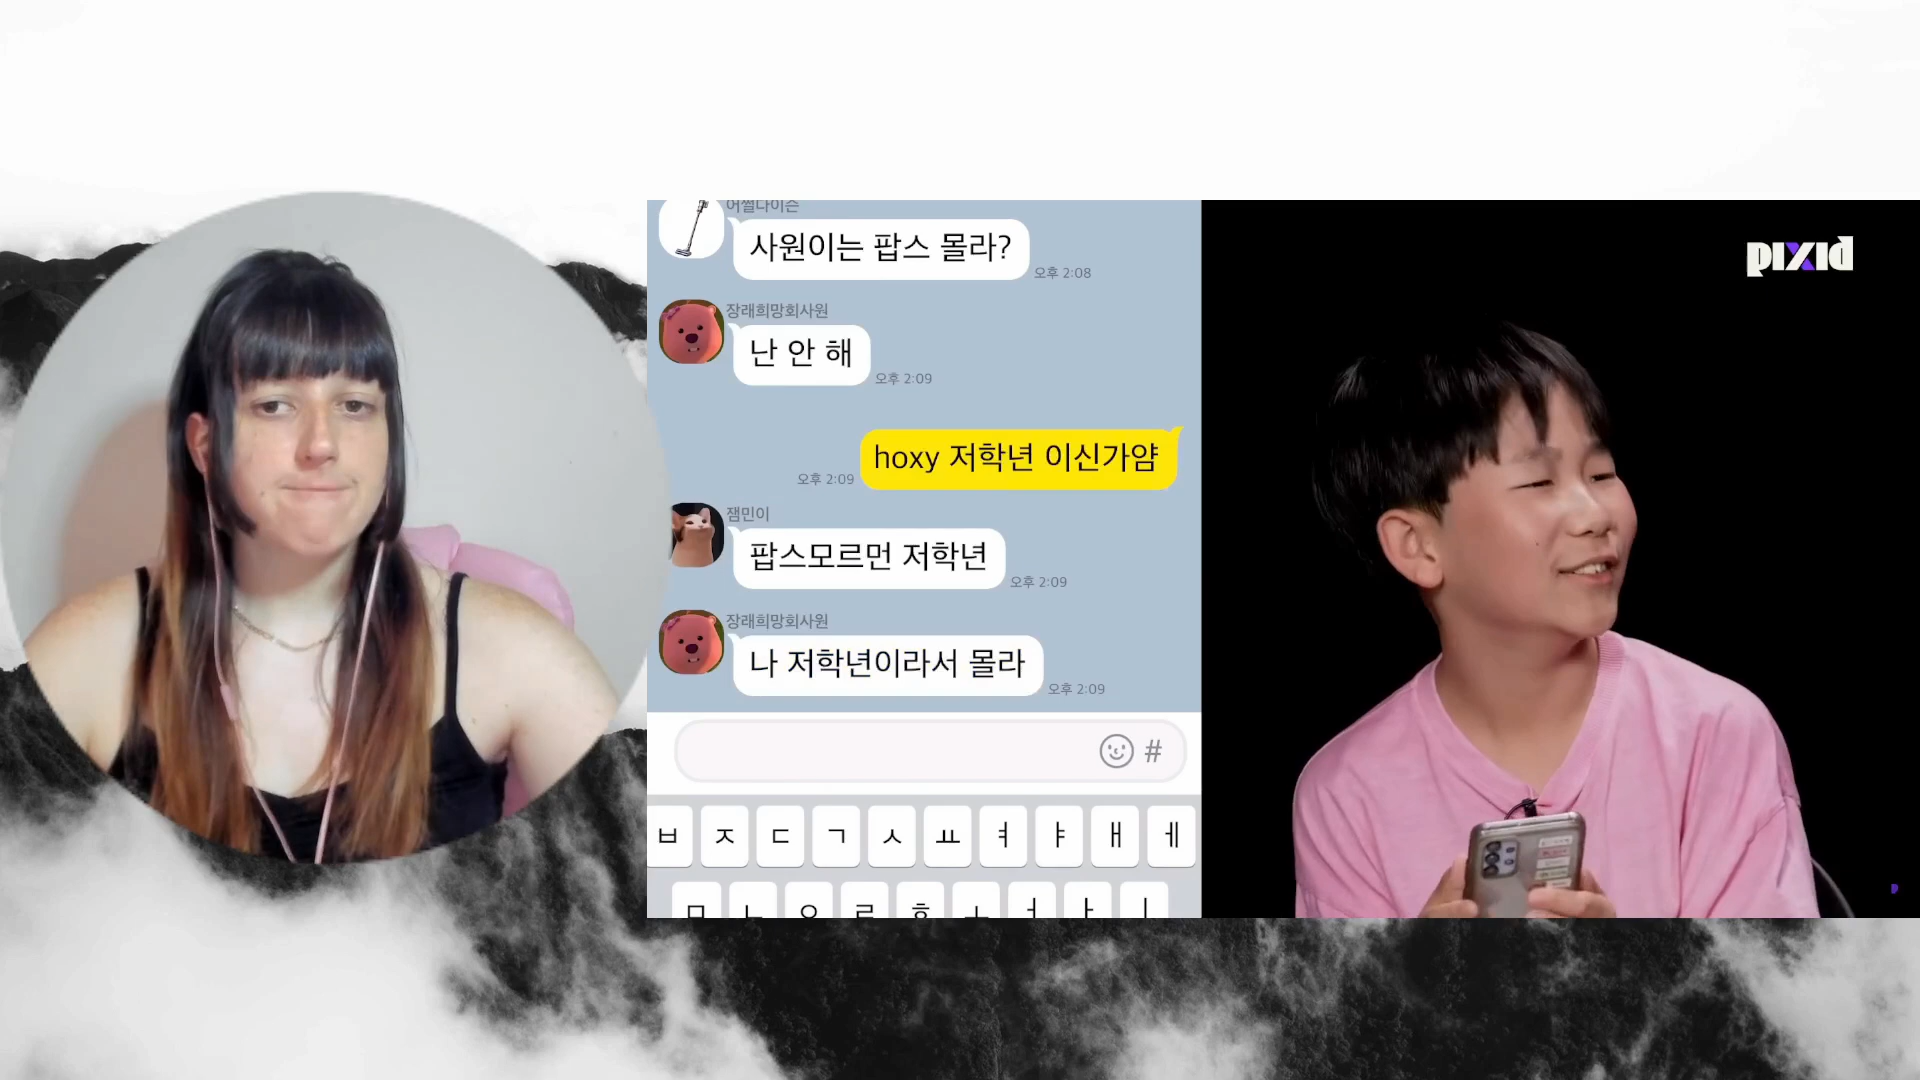 어쩔다이슨
사원이는 팝스 몰라?
오후 2:08
장래희망회사원
난 안 해
오후 2:09
hoxy 저학년 이신가얌
오후 2:09
잼민이
팝스모르먼 저학년
오후 2:09
장래희망회사원
나 저학년이라서 몰라
오후 2:09
#
ㅂ ㅈ ㄷ ㄱ ㅅ ㅛ ㅕ ㅑ ㅐ ㅔ
ㅁ ㄴ ㅇ ㄹ ㅎ ㅗ ㅓ ㅏ ㅣ
PIXID